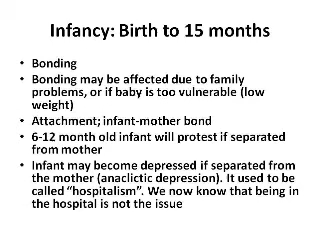 Infancy: Birth to 15 months
• Bonding
• Bonding may be affected due to family
problems, or if baby is too vulnerable (low
weight)
• Attachment; infant-mother bond
• 6-12 month old infant will protest if separated
from mother
• Infant may become depressed if separated from
the mother (anaclictic depression). It used to be
called “hospitalism”. We now know that being in
the hospital is not the issue